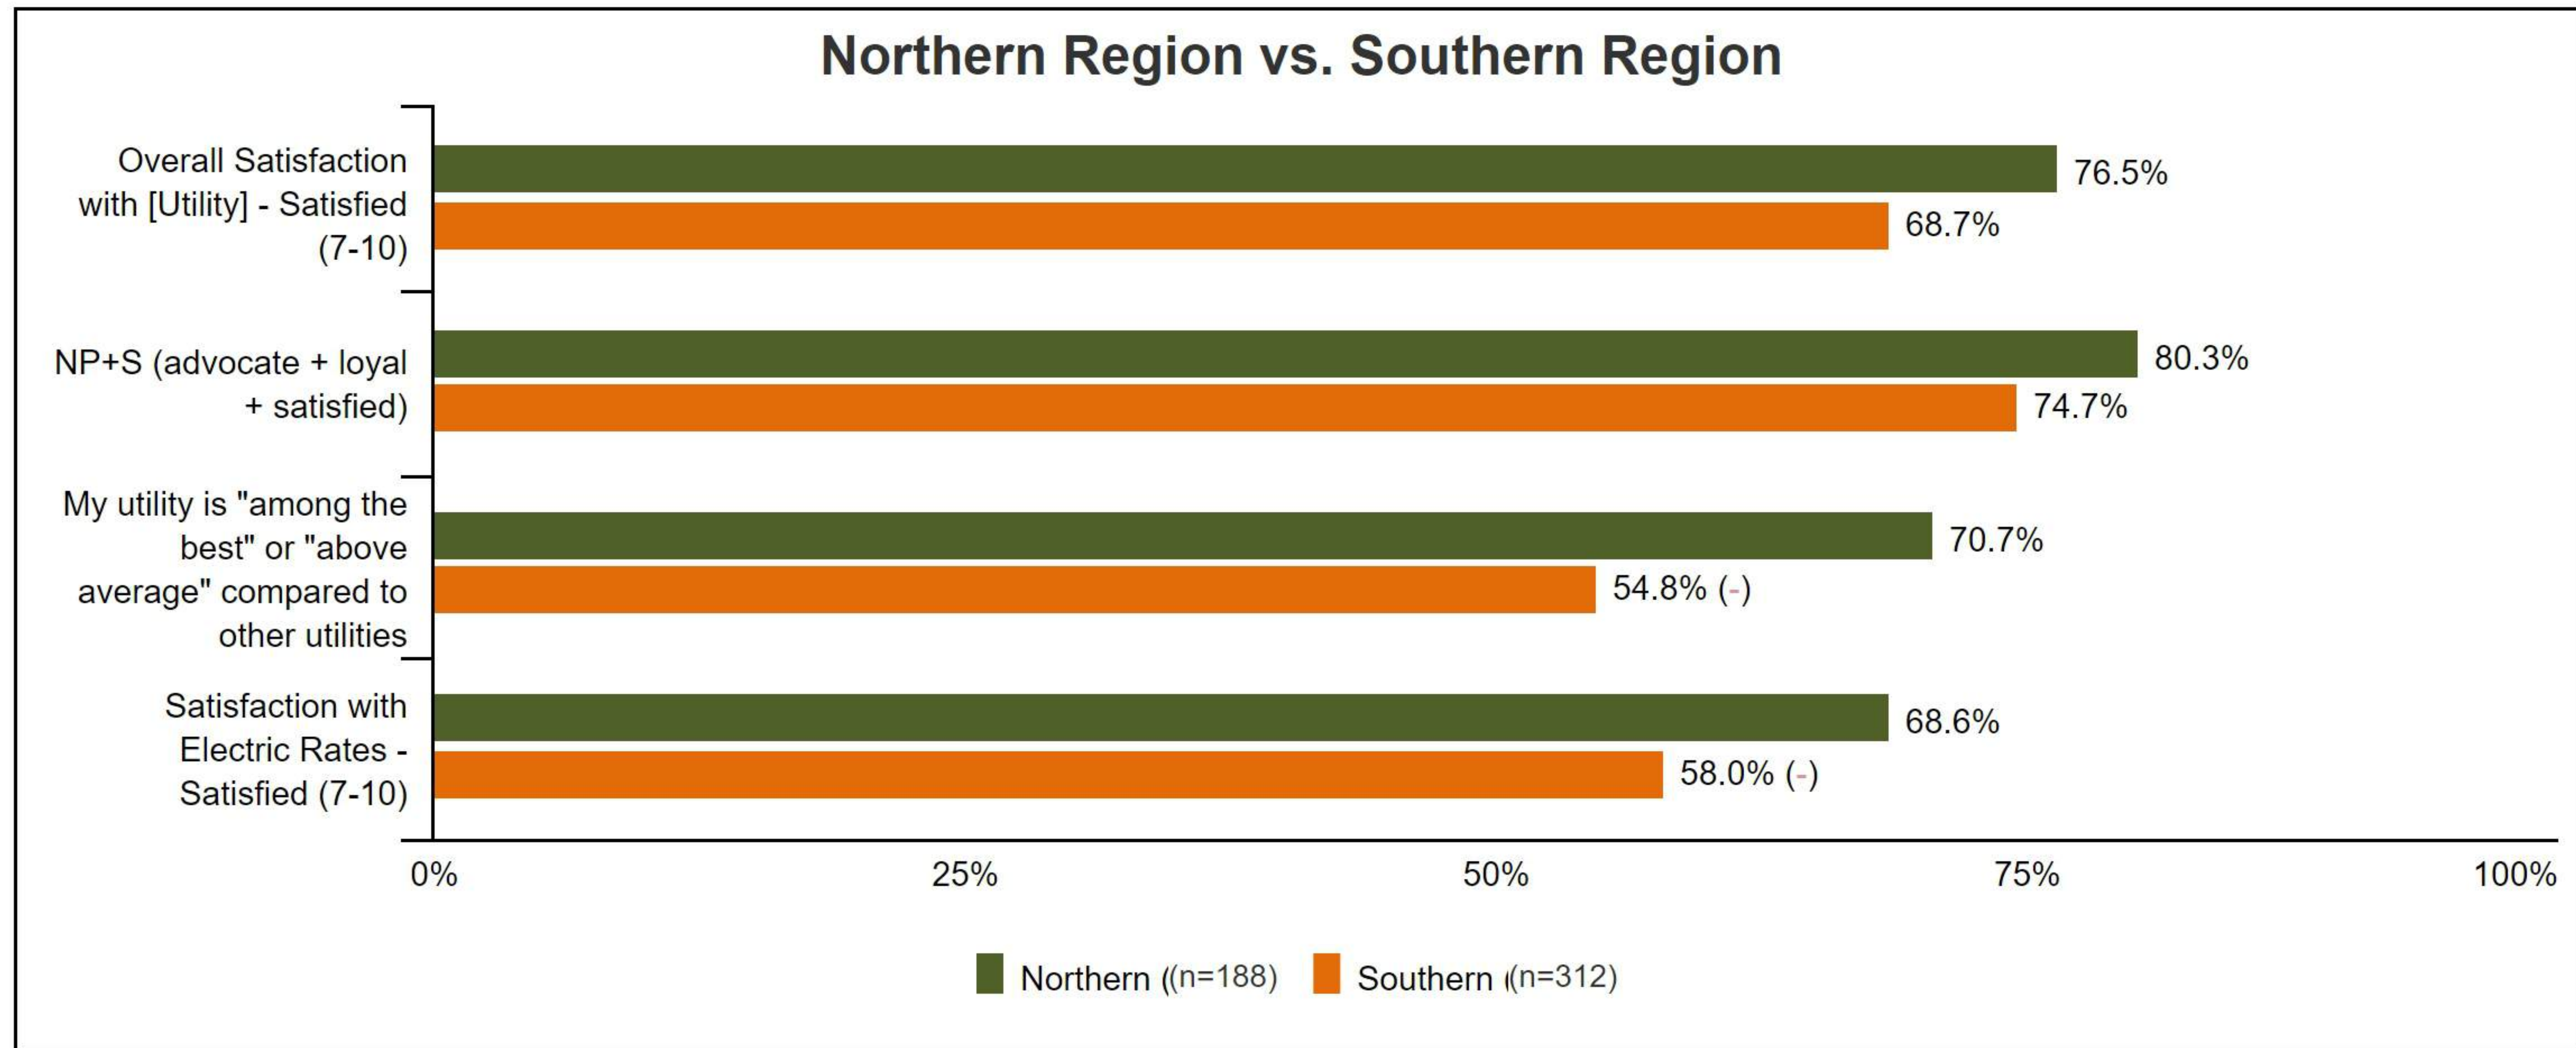 Northern Region vs. Southern Region
Overall Satisfaction
with [Utility] - Satisfied
(7-10)
76.5%
68.7%
NP+S (advocate + loyal
+ satisfied)
80.3%
74.7%
My utility is "among the
best" or "above
average" compared to
other utilities
70.7%
54.8% (-)
Satisfaction with
Electric Rates -
Satisfied (7-10)
68.6%
58.0% (-)
0% 25% 50% 75% 100%
Northern ((n=188) Southern ((n=312)